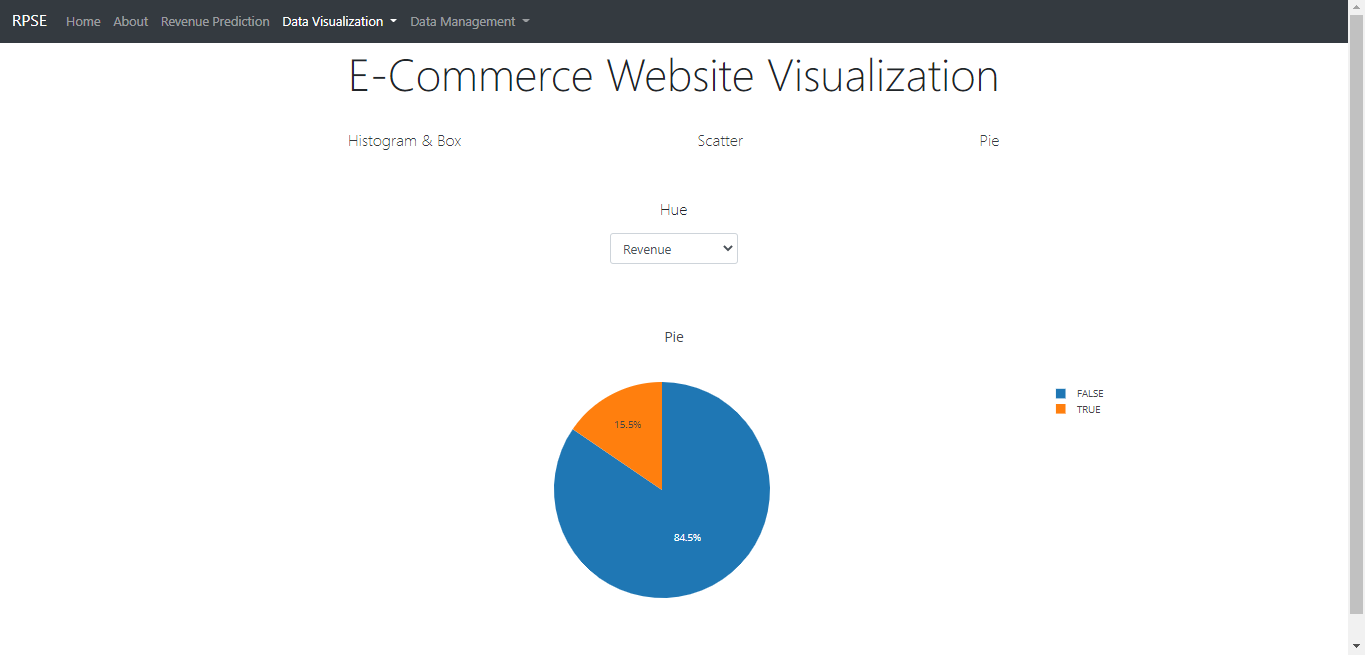 RPSE Home About Revenue Prediction Data Visualization Data Management
E-Commerce Website Visualization
Histogram & Box Scatter Pie
Hue
Revenue
Pie
FALSE
TRUE
15.5%
84.5%